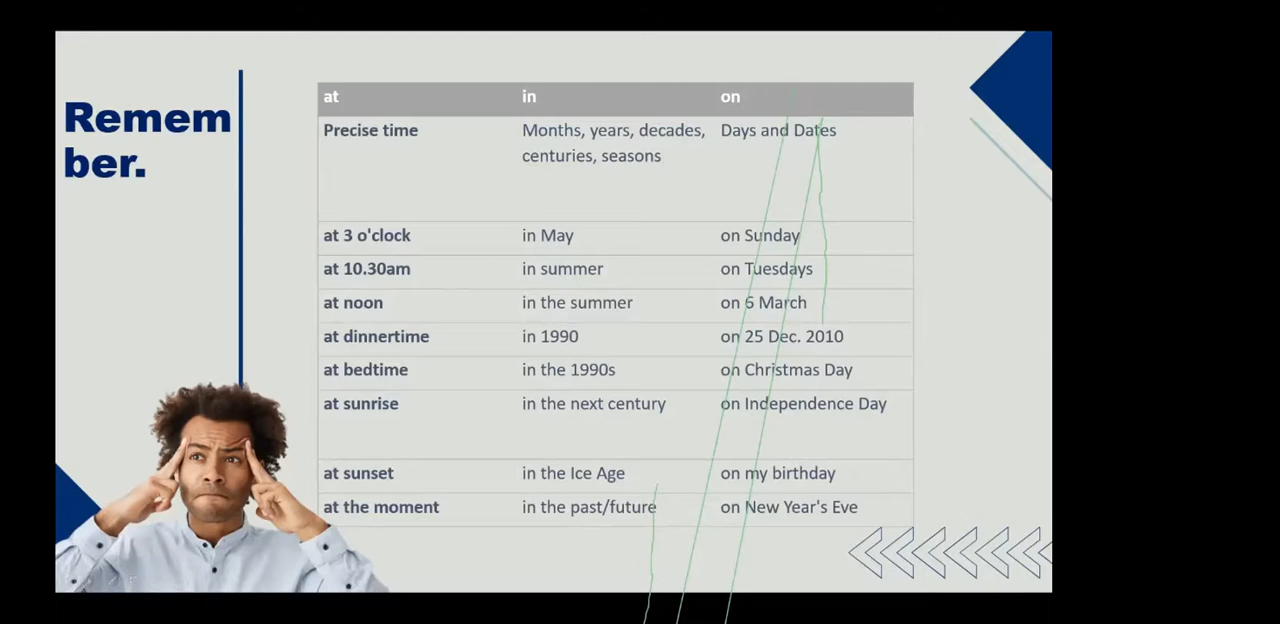 Remem
ber.
at in on
Precise time Months, years, decades, Days and Dates
centuries, seasons
at 3 o'clock in May on Sunday
at 10.30am in summer on Tuesdays
at noon in the summer on 6 March
at dinnertime in 1990 on 25 Dec. 2010
at bedtime in the 1990s on Christmas Day
at sunrise in the next century on Independence Day
at sunset in the Ice Age on my birthday
at the moment in the past/future on New Year's Eve